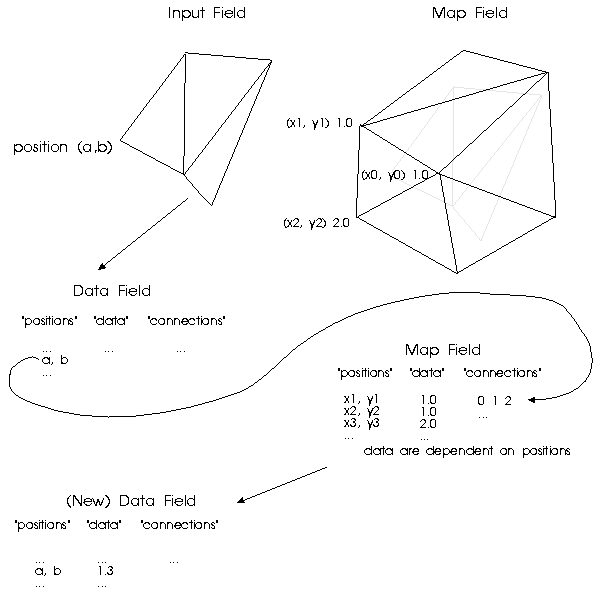 Input Field
Map Field
(x1, y1) 1.0
position (a,b)
(x0, y0) 1.0
(x2, y2) 2.0
Data Field
"positions" "data" "connections"
... ... ...
a, b
...
Map Field
"positions" "data" "connections"
x1, y1 1.0 0 1 2
x2, y2 1.0 ...
x3, y3 2.0
... ...
data are dependent on positions
(New) Data Field
"positions" "data" "connections"
... ... ...
a, b 1.3
... ...